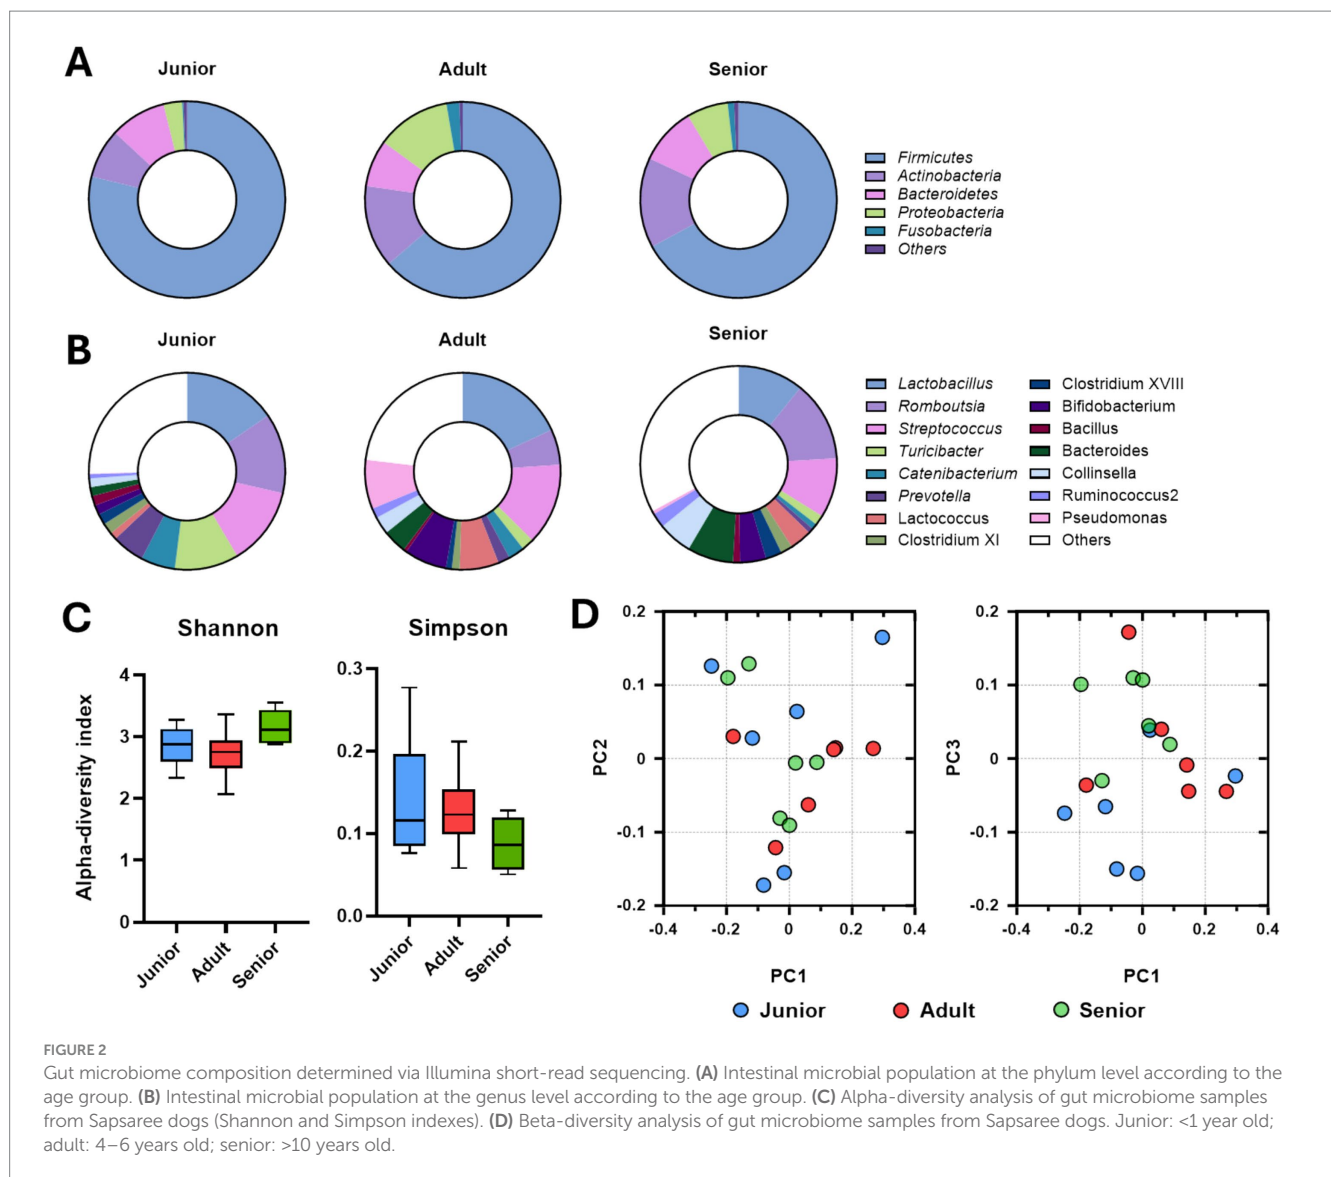 A
Junior
Adult
Senior
Firmicutes
Actinobacteria
Bacteroidetes
Proteobacteria
Fusobacteria
Others
B
Junior
Adult
Senior
Lactobacillus
Romboutsia
Streptococcus
Turicibacter
Catenibacterium
Prevotella
Lactococcus
Clostridium XI
Clostridium XVIII
Bifidobacterium
Bacillus
Bacteroides
Collinsella
Ruminococcus2
Pseudomonas
Others
C
Shannon
Alpha-diversity index
4
3
2
1
0
Junior
Adult
Senior
Simpson
0.3
0.2
0.1
0.0
Junior
Adult
Senior
D
PC2
0.2
0.1
0
-0.1
-0.2
-0.4
-0.2
0
0.2
0.4
PC1
PC3
0.2
0.1
0
-0.1
-0.2
-0.4
-0.2
0
0.2
0.4
PC1
Junior
Adult
Senior
FIGURE 2
Gut microbiome composition determined via Illumina short-read sequencing. (A) Intestinal microbial population at the phylum level according to the
age group. (B) Intestinal microbial population at the genus level according to the age group. (C) Alpha-diversity analysis of gut microbiome samples
from Sapsaree dogs (Shannon and Simpson indexes). (D) Beta-diversity analysis of gut microbiome samples from Sapsaree dogs. Junior: <1 year old;
adult: 4–6 years old; senior: >10 years old.